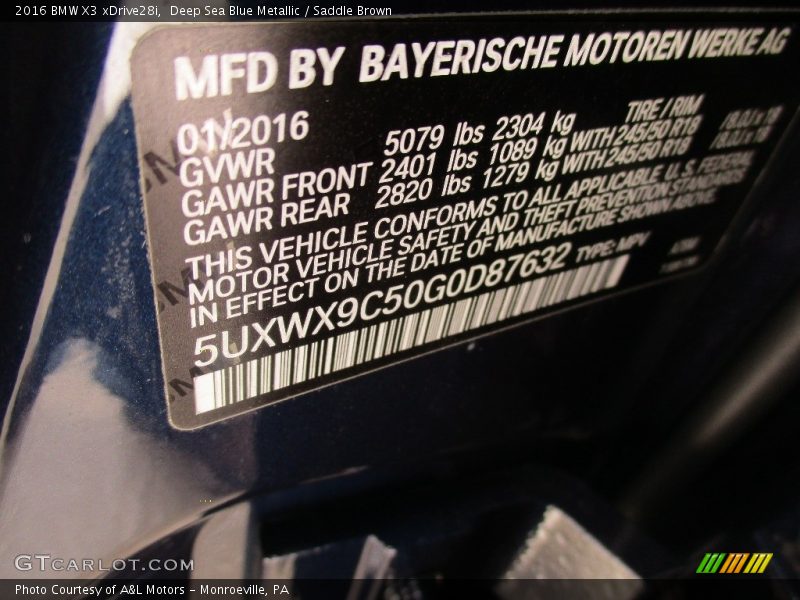 2016 BMW X3 xDrive28i, Deep Sea Blue Metallic / Saddle Brown
MFD BY BAYERISCHE MOTOREN WERKE AG
01/2016 TIRE / RIM
GVWR 5079 lbs 2304 kg
GAWR FRONT 2401 lbs 1089 kg WITH 245/50 R18
GAWR REAR 2820 lbs 1279 kg WITH 245/50 R18
THIS VEHICLE CONFORMS TO ALL APPLICABLE U.S. FEDERAL
MOTOR VEHICLE SAFETY AND THEFT PREVENTION STANDARDS
IN EFFECT ON THE DATE OF MANUFACTURE SHOWN ABOVE.
5UXWX9C50G0D87632 TYPE: MPV
GTCARLOT.COM
Photo Courtesy of A&L Motors - Monroeville, PA